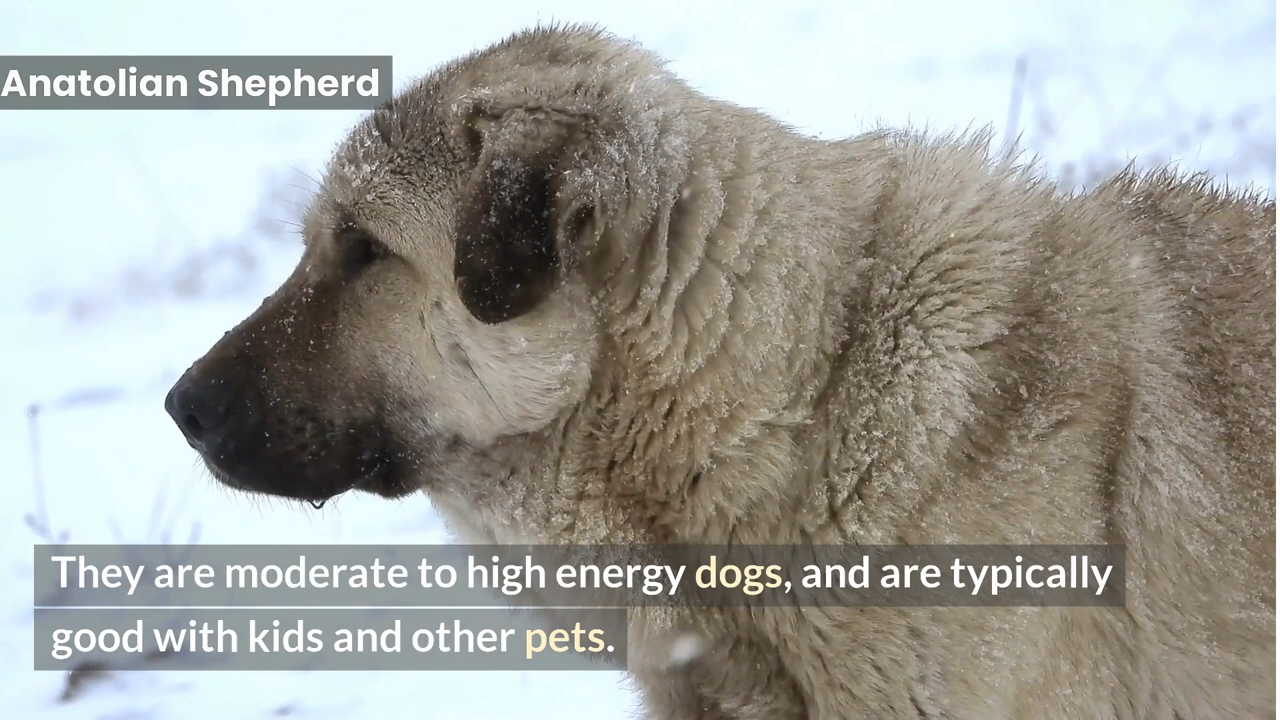 Anatolian Shepherd
They are moderate to high energy dogs, and are typically
good with kids and other pets.